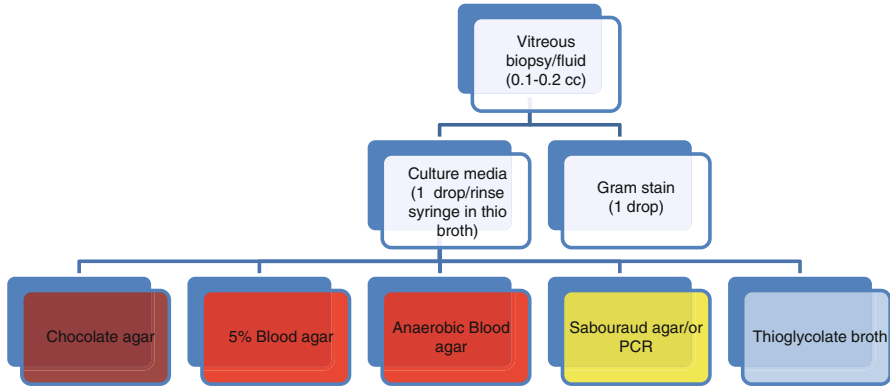 Vitreous
biopsy/fluid
(0.1-0.2 cc)
Culture media
(1 drop/rinse
syringe in thio
broth)
Gram stain
(1 drop)
Chocolate agar
5% Blood agar
Anaerobic Blood
agar
Sabouraud agar/or
PCR
Thioglycolate broth